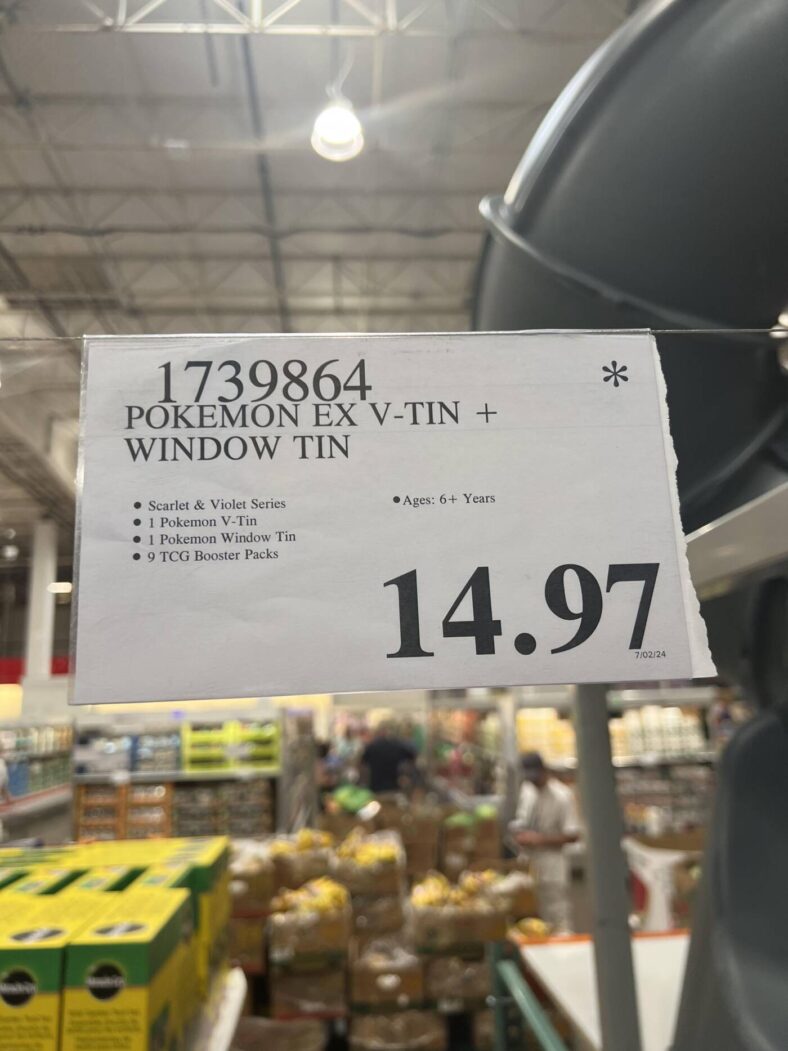 1739864
*
POKEMON EX V-TIN +
WINDOW TIN
● Scarlet & Violet Series
● 1 Pokemon V-Tin
● 1 Pokemon Window Tin
● 9 TCG Booster Packs
● Ages: 6+ Years
14.97
7/02/24